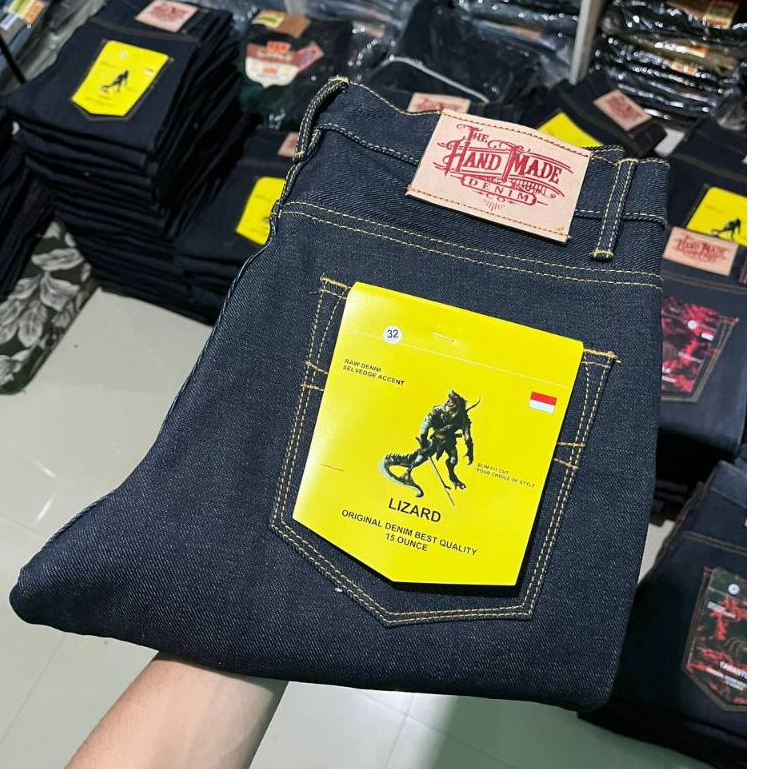 THE
HAND MADE
DENIM
CO
32
RAW DENIM
SELVEDGE ACCENT
SLIM FIT CUT
YOUR CHOICE OF STYLE
LIZARD
ORIGINAL DENIM BEST QUALITY
15 OUNCE